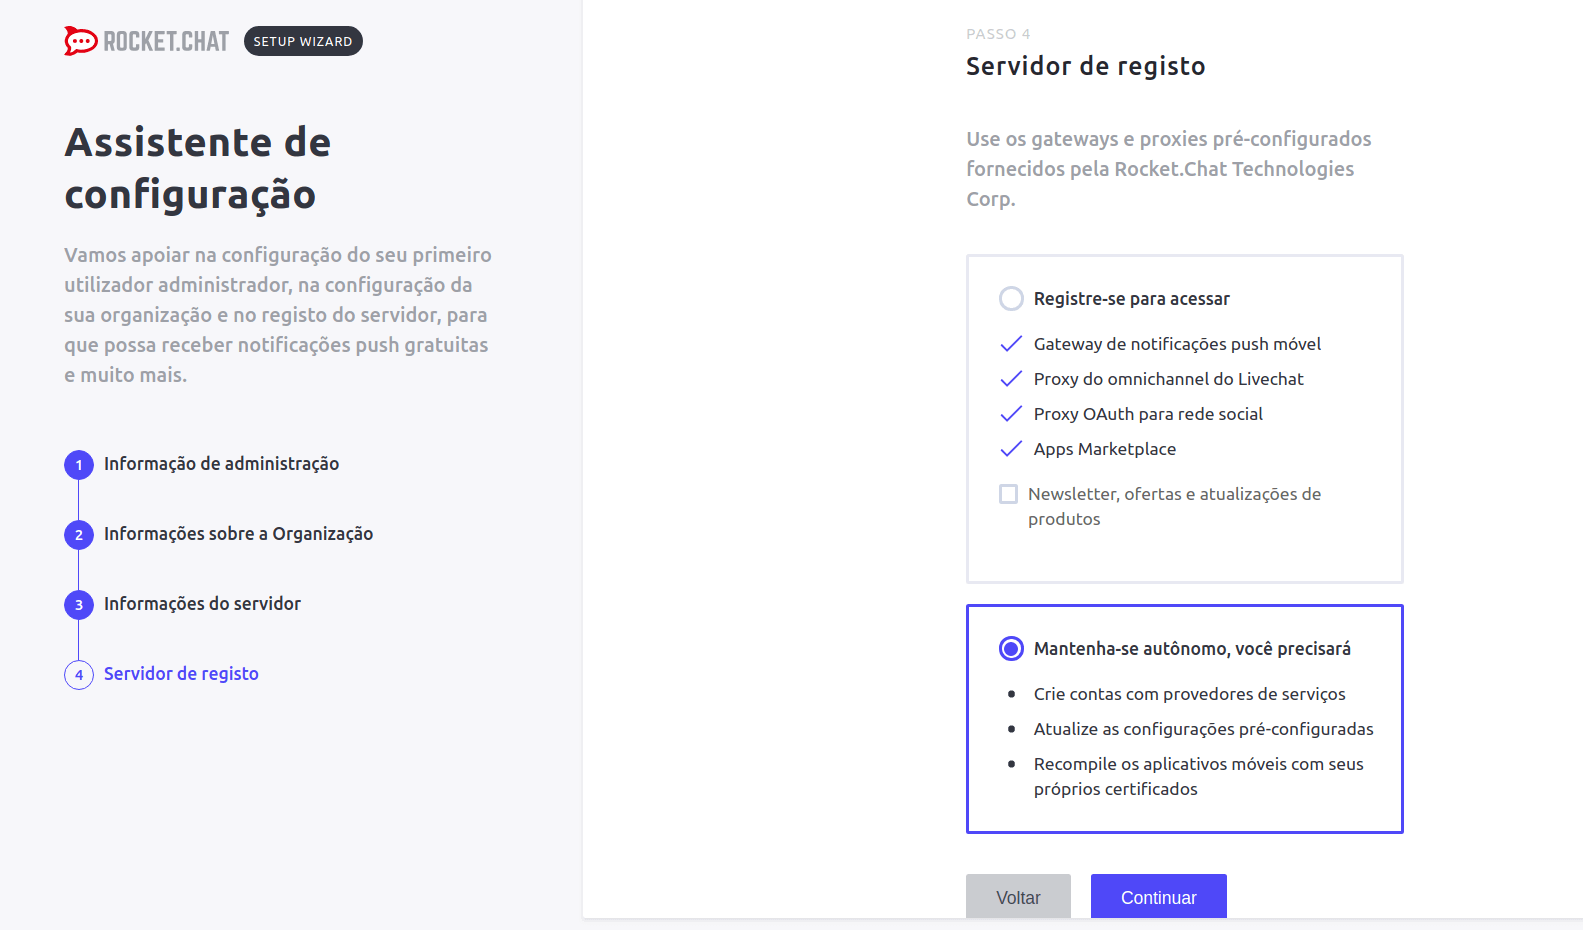 ROCKET.CHAT
SETUP WIZARD
Assistente de
configuração
Vamos apoiar na configuração do seu primeiro
utilizador administrador, na configuração da
sua organização e no registo do servidor, para
que possa receber notificações push gratuitas
e muito mais.
1 Informação de administração
2 Informações sobre a Organização
3 Informações do servidor
4 Servidor de registo
PASSO 4
Servidor de registo
Use os gateways e proxies pré-configurados
fornecidos pela Rocket.Chat Technologies
Corp.
Registre-se para acessar
Gateway de notificações push móvel
Proxy do omnichannel do Livechat
Proxy OAuth para rede social
Apps Marketplace
Newsletter, ofertas e atualizações de
produtos
Mantenha-se autônomo, você precisará
• Crie contas com provedores de serviços
• Atualize as configurações pré-configuradas
• Recompile os aplicativos móveis com seus
próprios certificados
Voltar
Continuar